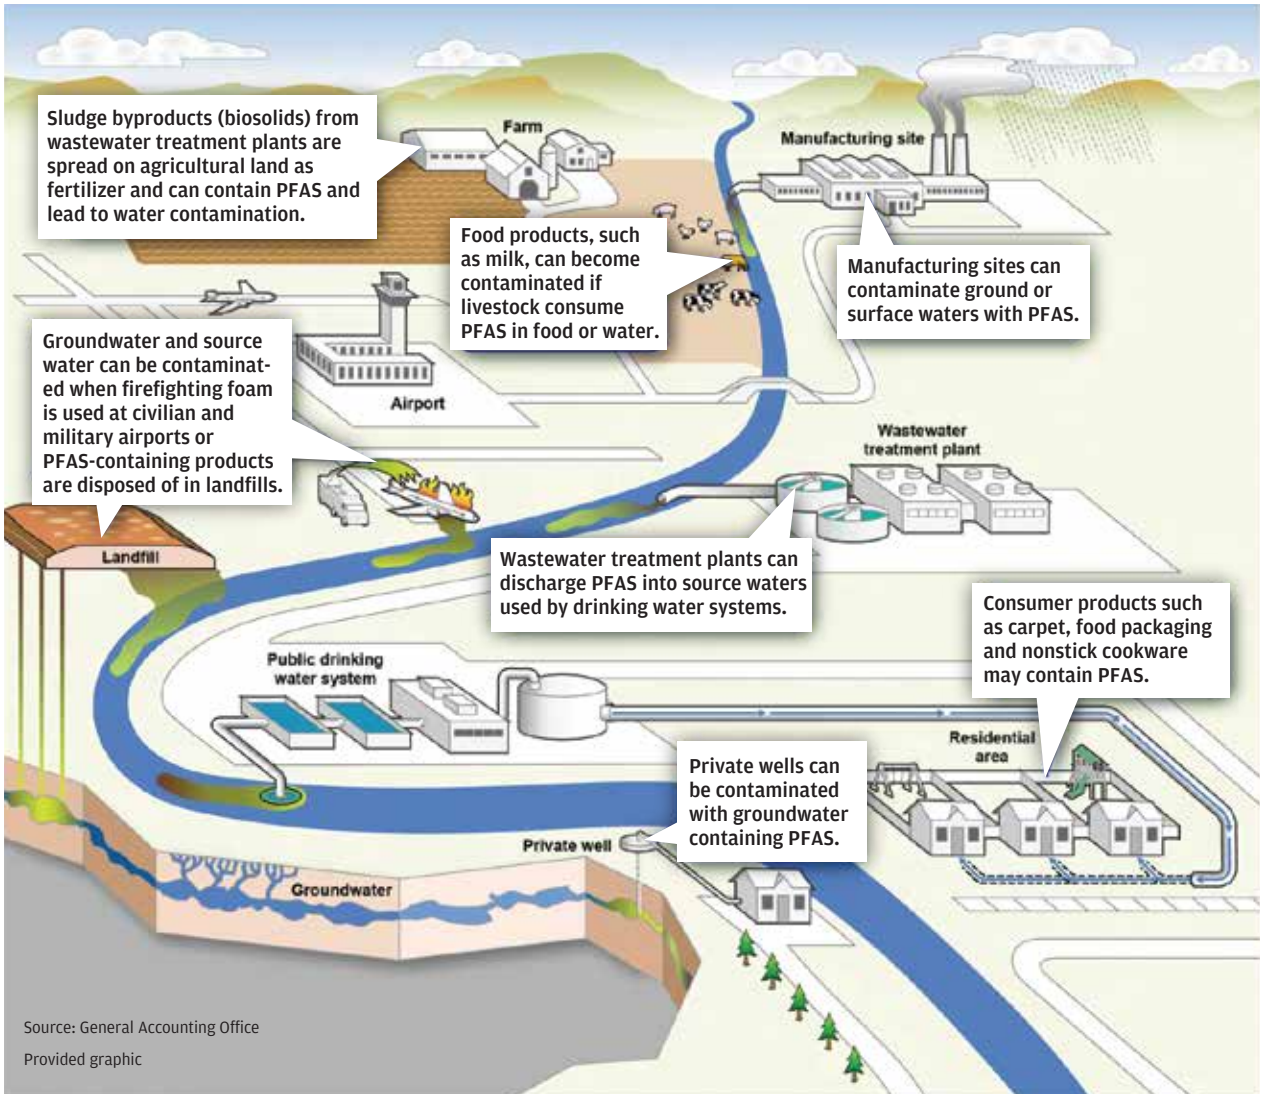 Sludge byproducts (biosolids) from
wastewater treatment plants are
spread on agricultural land as
fertilizer and can contain PFAS and
lead to water contamination.
Farm
Manufacturing site
Food products, such
as milk, can become
contaminated if
livestock consume
PFAS in food or water.
Manufacturing sites can
contaminate ground or
surface waters with PFAS.
Groundwater and source
water can be contaminat-
ed when firefighting foam
is used at civilian and
military airports or
PFAS-containing products
are disposed of in landfills.
Airport
Wastewater
treatment plant
Landfill
Wastewater treatment plants can
discharge PFAS into source waters
used by drinking water systems.
Consumer products such
as carpet, food packaging
and nonstick cookware
may contain PFAS.
Public drinking
water system
Residential
area
Private wells can
be contaminated
with groundwater
containing PFAS.
Private well
Groundwater
Source: General Accounting Office
Provided graphic